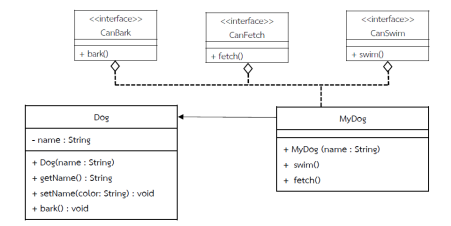 <<interface>>
CanBark
+ bark()
<<interface>>
CanFetch
+ fetch()
<<interface>>
CanSwim
+ swim()
Dog
- name : String
+ Dog(name : String)
+ getName() : String
+ setName(color: String) : void
+ bark() : void
MyDog
+ MyDog (name : String)
+ swim()
+ fetch()